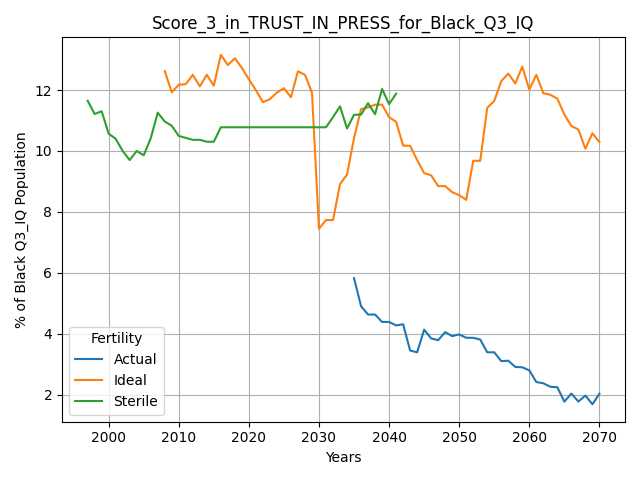 Score_3_in_TRUST_IN_PRESS_for_Black_Q3_IQ
% of Black Q3_IQ Population
12
10
8
6
4
2
Fertility
Actual
Ideal
Sterile
2000 2010 2020 2030 2040 2050 2060 2070
Years